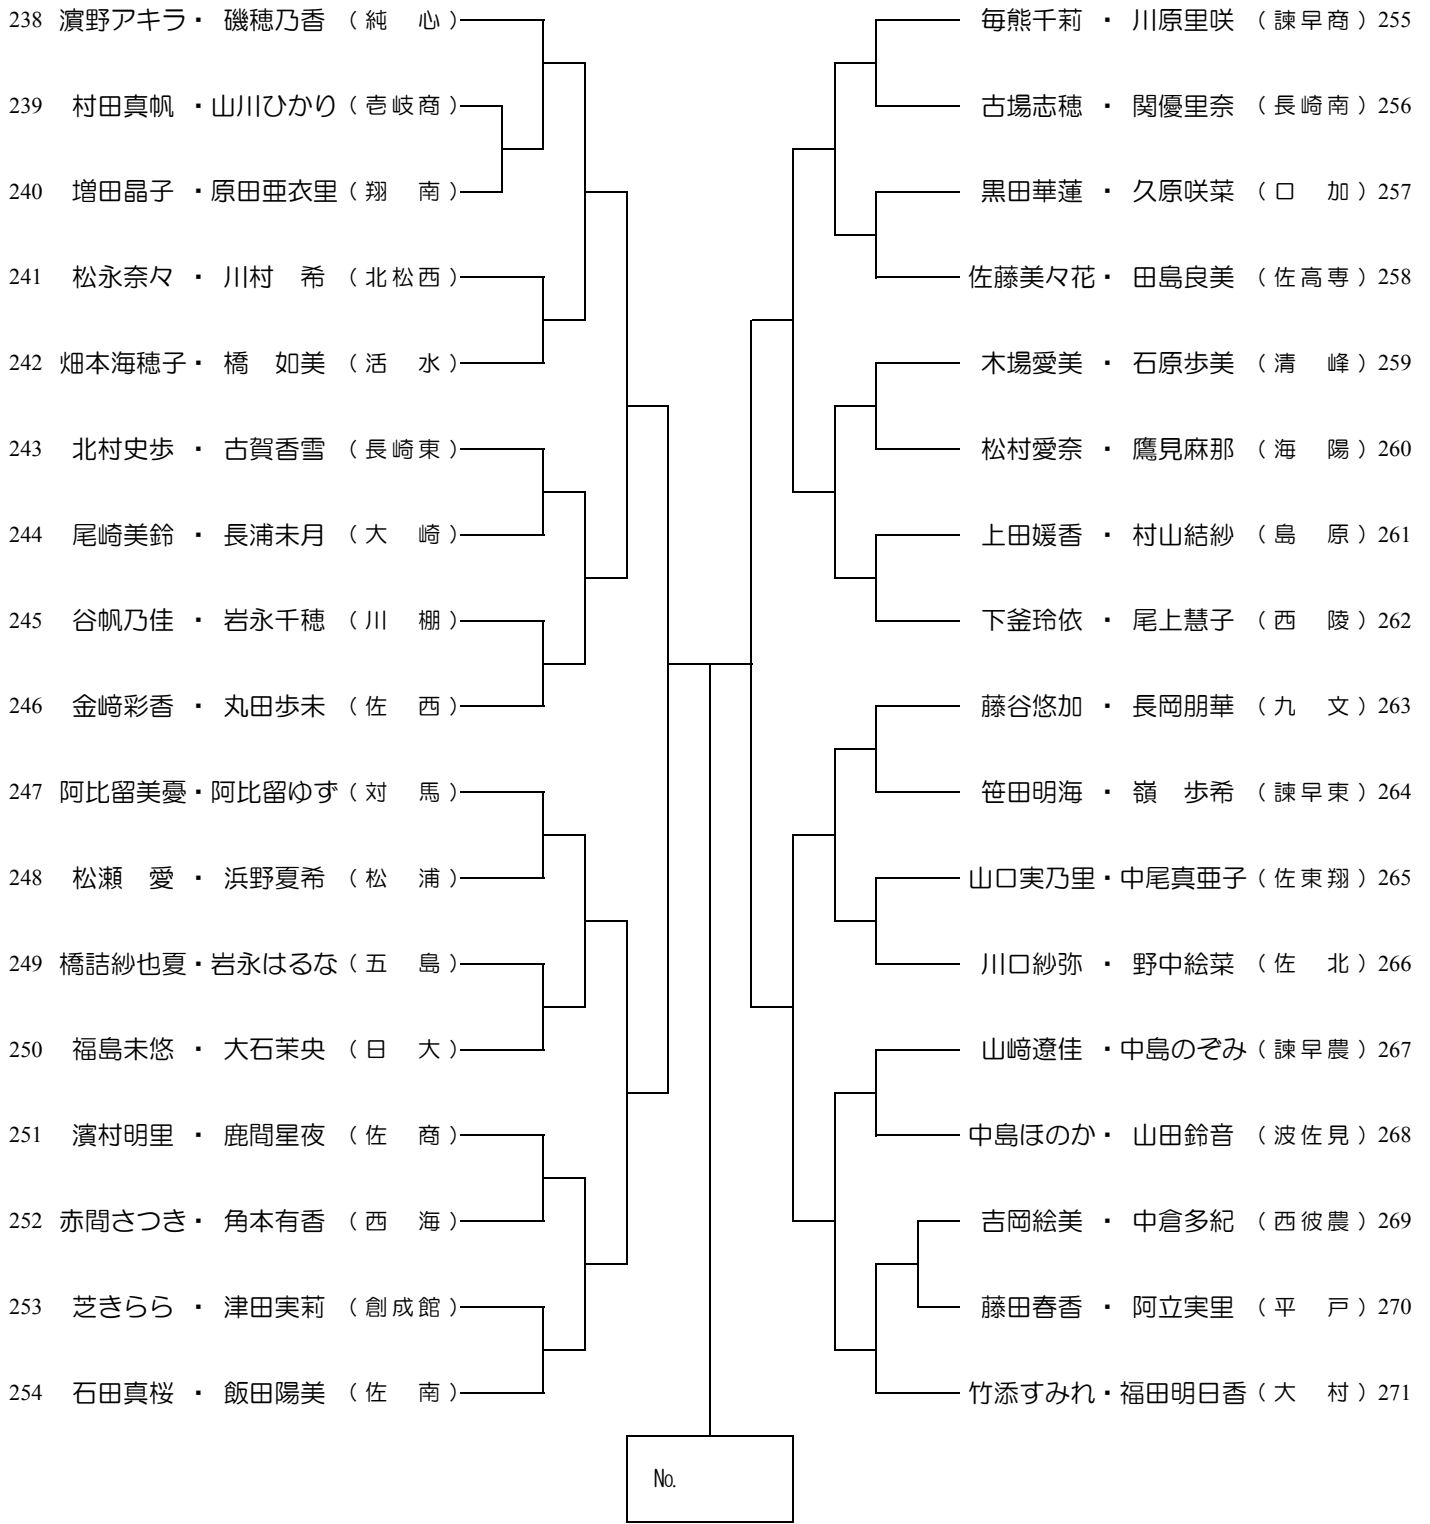 238 濵野アキラ・ 磯穂乃香 （純 心）
239 村田真帆 ・山川ひかり（壱岐商）
240 増田晶子 ・原田亜衣里（翔 南）
241 松永奈々 ・ 川村 希 （北松西）
242 畑本海穂子・ 橋 如美 （活 水）
243 北村史歩 ・ 古賀香雪 （長崎東）
244 尾崎美鈴 ・ 長浦未月 （大 崎）
245 谷帆乃佳 ・ 岩永千穂 （川 棚）
246 金﨑彩香 ・ 丸田歩未 （佐 西）
247 阿比留美憂・阿比留ゆず（対 馬）
248 松瀬 愛 ・ 浜野夏希 （松 浦）
249 橋詰紗也夏・岩永はるな（五 島）
250 福島未悠 ・ 大石茉央 （日 大）
251 濱村明里 ・ 鹿間星夜 （佐 商）
252 赤間さつき・ 角本有香 （西 海）
253 芝きらら ・ 津田実莉 （創成館）
254 石田真桜 ・ 飯田陽美 （佐 南）
毎熊千莉 ・ 川原里咲 （諫早商）255
古場志穂 ・ 関優里奈 （長崎南）256
黒田華蓮 ・ 久原咲菜 （口 加）257
佐藤美々花・ 田島良美 （佐高専）258
木場愛美 ・ 石原歩美 （清 峰）259
松村愛奈 ・ 鷹見麻那 （海 陽）260
上田媛香 ・ 村山結紗 （島 原）261
下釜玲依 ・ 尾上慧子 （西 陵）262
藤谷悠加 ・ 長岡朋華 （九 文）263
笹田明海 ・ 嶺 歩希 （諫早東）264
山口実乃里・中尾真亜子（佐東翔）265
川口紗弥 ・ 野中絵菜 （佐 北）266
山﨑遼佳 ・中島のぞみ（諫早農）267
中島ほのか・ 山田鈴音 （波佐見）268
吉岡絵美 ・ 中倉多紀 （西彼農）269
藤田春香 ・ 阿立実里 （平 戸）270
竹添すみれ・福田明日香（大 村）271
№